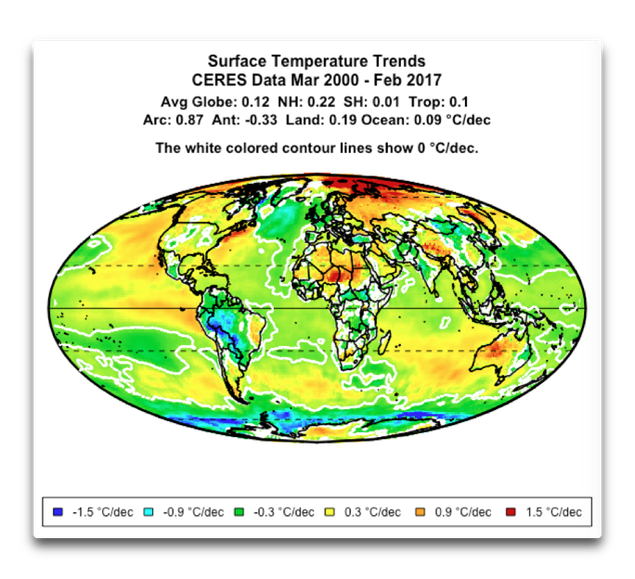 Surface Temperature Trends
CERES Data Mar 2000 - Feb 2017
Avg Globe: 0.12 NH: 0.22 SH: 0.01 Trop: 0.1
Arc: 0.87 Ant: -0.33 Land: 0.19 Ocean: 0.09 °C/dec
The white colored contour lines show 0 °C/dec.
-1.5 °C/dec -0.9 °C/dec -0.3 °C/dec 0.3 °C/dec 0.9 °C/dec 1.5 °C/dec